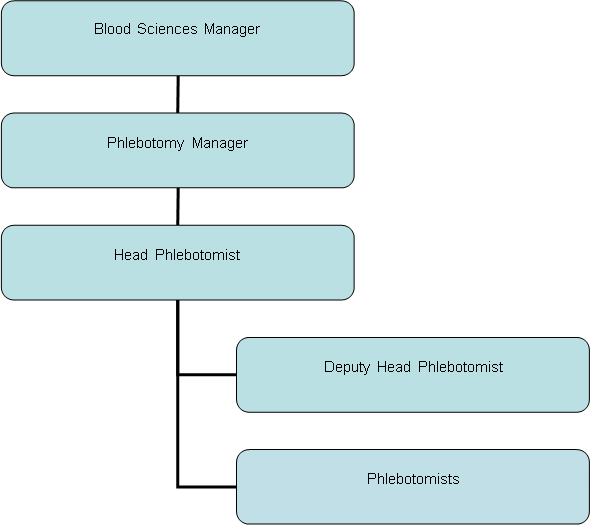 Blood Sciences Manager
Phlebotomy Manager
Head Phlebotomist
Deputy Head Phlebotomist
Phlebotomists